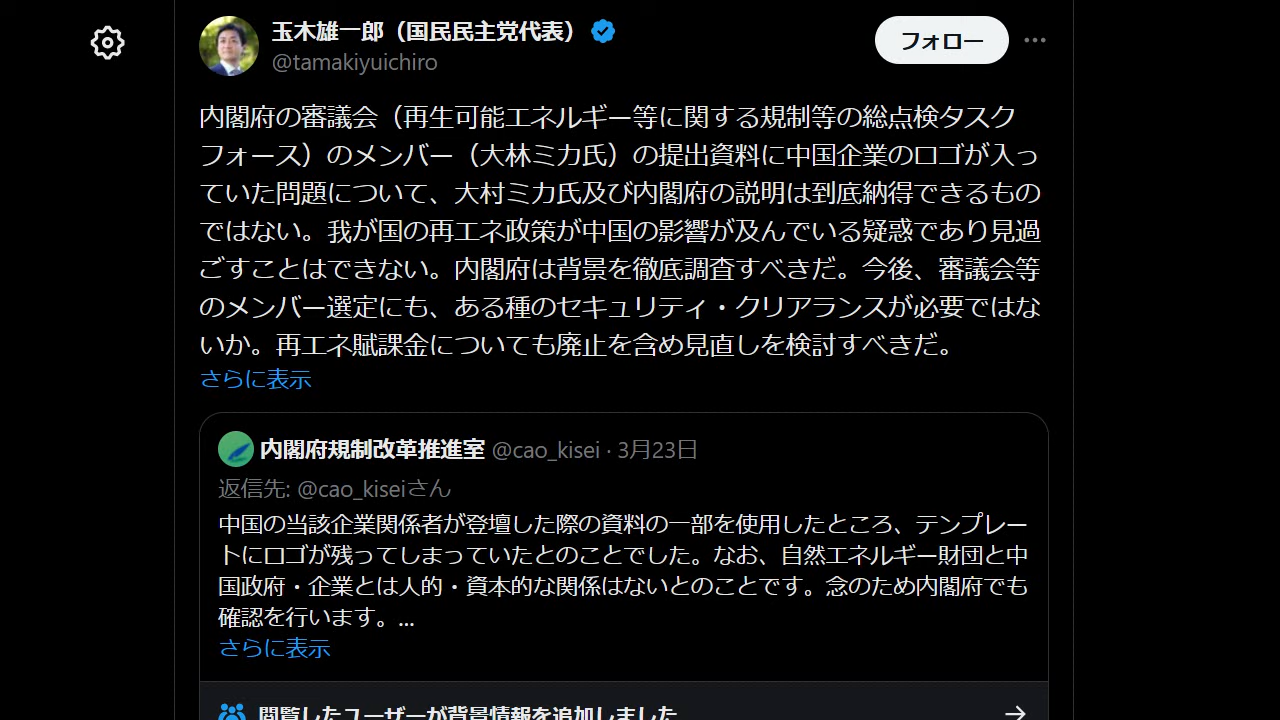 玉木雄一郎（国民民主党代表）
フォロー
@tamakiyuichiro
内閣府の審議会（再生可能エネルギー等に関する規制等の総点検タスク
フォース）のメンバー（大林ミカ氏）の提出資料に中国企業のロゴが入っ
ていた問題について、大村ミカ氏及び内閣府の説明は到底納得できるもの
ではない。我が国の再エネ政策が中国の影響が及んでいる疑惑であり見過
ごすことはできない。内閣府は背景を徹底調査すべきだ。今後、審議会等
のメンバー選定にも、ある種のセキュリティ・クリアランスが必要ではな
いか。再エネ賦課金についても廃止を含め見直しを検討すべきだ。
さらに表示
内閣府規制改革推進室 @cao_kisei · 3月23日
返信先: @cao_kiseiさん
中国の当該企業関係者が登壇した際の資料の一部を使用したところ、テンプレー
トにロゴが残ってしまっていたとのことでした。なお、自然エネルギー財団と中
国政府・企業とは人的・資本的な関係はないとのことです。念のため内閣府でも
確認を行います。...
さらに表示
閲覧したユーザーが背景情報を追加しました